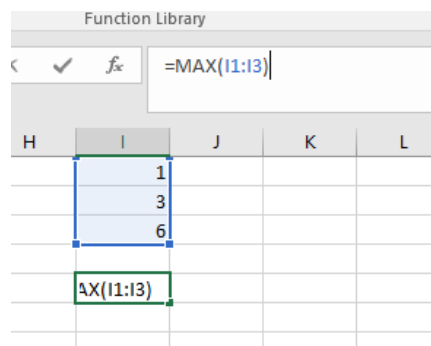 Function Library
fx =MAX(I1:I3)
H I J K L
1
3
6
AX(I1:I3)